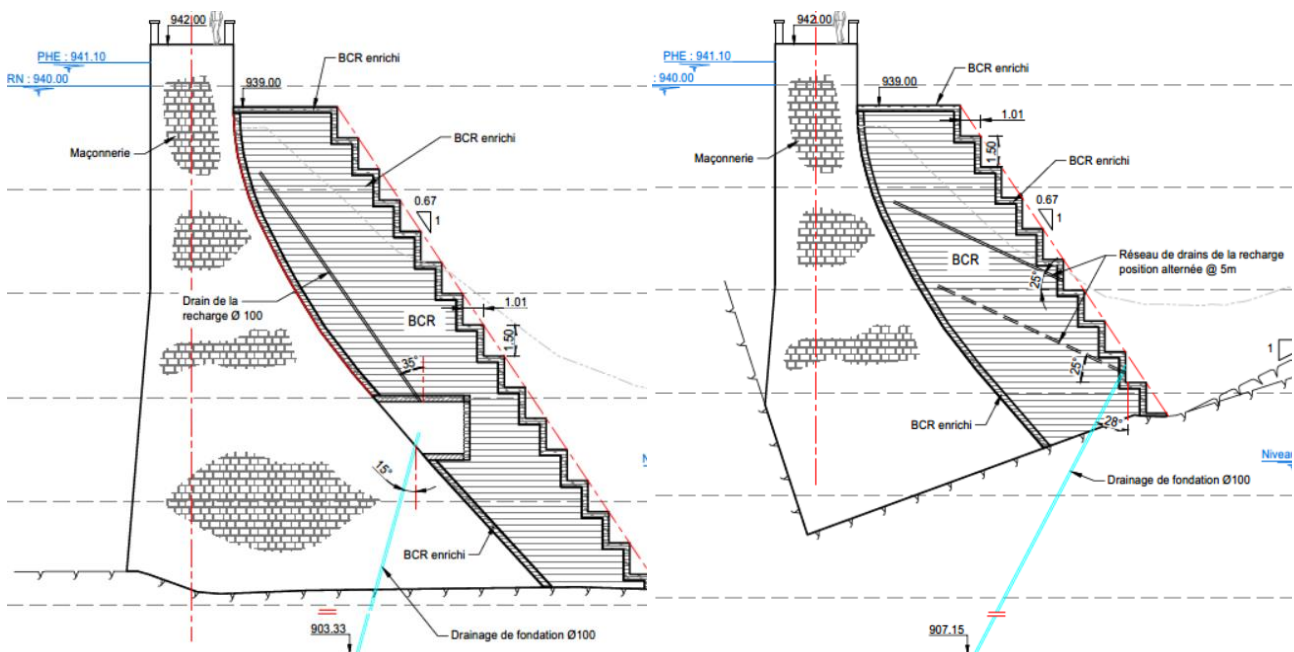 942.00
PHE : 941.10
RN : 940.00
BCR enrichi
939.00
BCR enrichi
Maçonnerie
0.67
1
Drain de la
recharge Ø 100
1.01
BCR
1.50
35°
15°
BCR enrichi
903.33
Drainage de fondation Ø100
942.00
PHE : 941.10
: 940.00
BCR enrichi
939.00
1.01
1.50
Maçonnerie
BCR enrichi
0.67
1
BCR
Réseau de drains de la recharge
position alternée @ 5m
25°
1
25°
BCR enrichi
28°
Niveau
Drainage de fondation Ø100
907.15